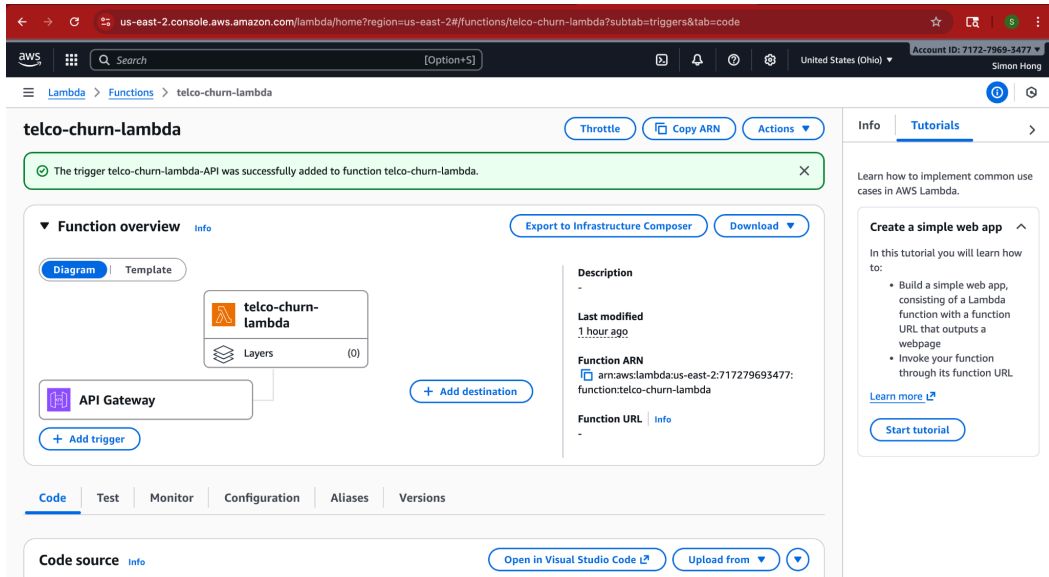 us-east-2.console.aws.amazon.com/lambda/home?region=us-east-2#/functions/telco-churn-lambda?subtab=triggers&tab=code
S
aws
Search
[Option+S]
United States (Ohio)
Account ID: 7172-7969-3477
Simon Hong
Lambda > Functions > telco-churn-lambda
telco-churn-lambda
Throttle
Copy ARN
Actions
The trigger telco-churn-lambda-API was successfully added to function telco-churn-lambda.
Function overview Info
Export to Infrastructure Composer
Download
Diagram
Template
telco-churn-
lambda
Layers (0)
API Gateway
+ Add trigger
+ Add destination
Description
-
Last modified
1 hour ago
Function ARN
arn:aws:lambda:us-east-2:717279693477:
function:telco-churn-lambda
Function URL Info
-
Code
Test
Monitor
Configuration
Aliases
Versions
Code source Info
Open in Visual Studio Code
Upload from
Info
Tutorials
Learn how to implement common use
cases in AWS Lambda.
Create a simple web app
In this tutorial you will learn how
to:
• Build a simple web app,
consisting of a Lambda
function with a function
URL that outputs a
webpage
• Invoke your function
through its function URL
Learn more
Start tutorial